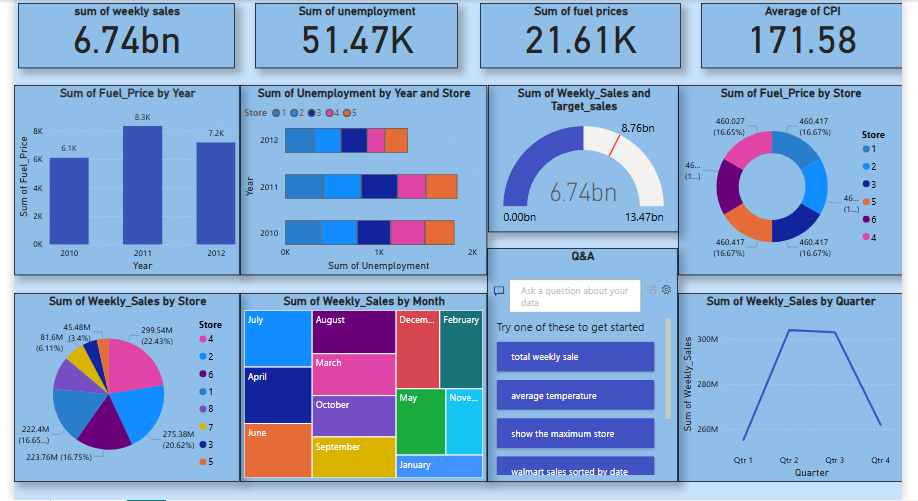 sum of weekly sales
6.74bn
Sum of unemployment
51.47K
Sum of fuel prices
21.61K
Average of CPI
171.58
Sum of Fuel_Price by Year
Sum of Fuel_Price
8K
6K
4K
2K
0K
6.1K
8.3K
7.2K
2010
2011
2012
Year
Sum of Unemployment by Year and Store
Store 1 2 3 4 5
Year
2012
2011
2010
0K
1K
2K
Sum of Unemployment
Sum of Weekly_Sales and
Target_sales
8.76bn
6.74bn
0.00bn
13.47bn
Sum of Fuel_Price by Store
460.027
(16.65%)
460.417
(16.67%)
46...
(1...)
46...
(1...)
460.417
(16.67%)
460.417
(16.67%)
Store
1
2
3
5
6
4
Sum of Weekly_Sales by Store
45.48M
(3.4%)
81.6M
(6.11%)
299.54M
(22.43%)
222.4M
(16.65...)
275.38M
(20.62%)
223.76M (16.75%)
Store
4
2
6
1
8
7
3
5
Sum of Weekly_Sales by Month
July
April
June
August
March
October
September
Decem...
February
May
Nove...
January
Q&A
Ask a question about your
data
Try one of these to get started
total weekly sale
average temperature
show the maximum store
walmart sales sorted by date
Sum of Weekly_Sales by Quarter
Sum of Weekly_Sales
300M
280M
260M
Qtr 1
Qtr 2
Qtr 3
Qtr 4
Quarter